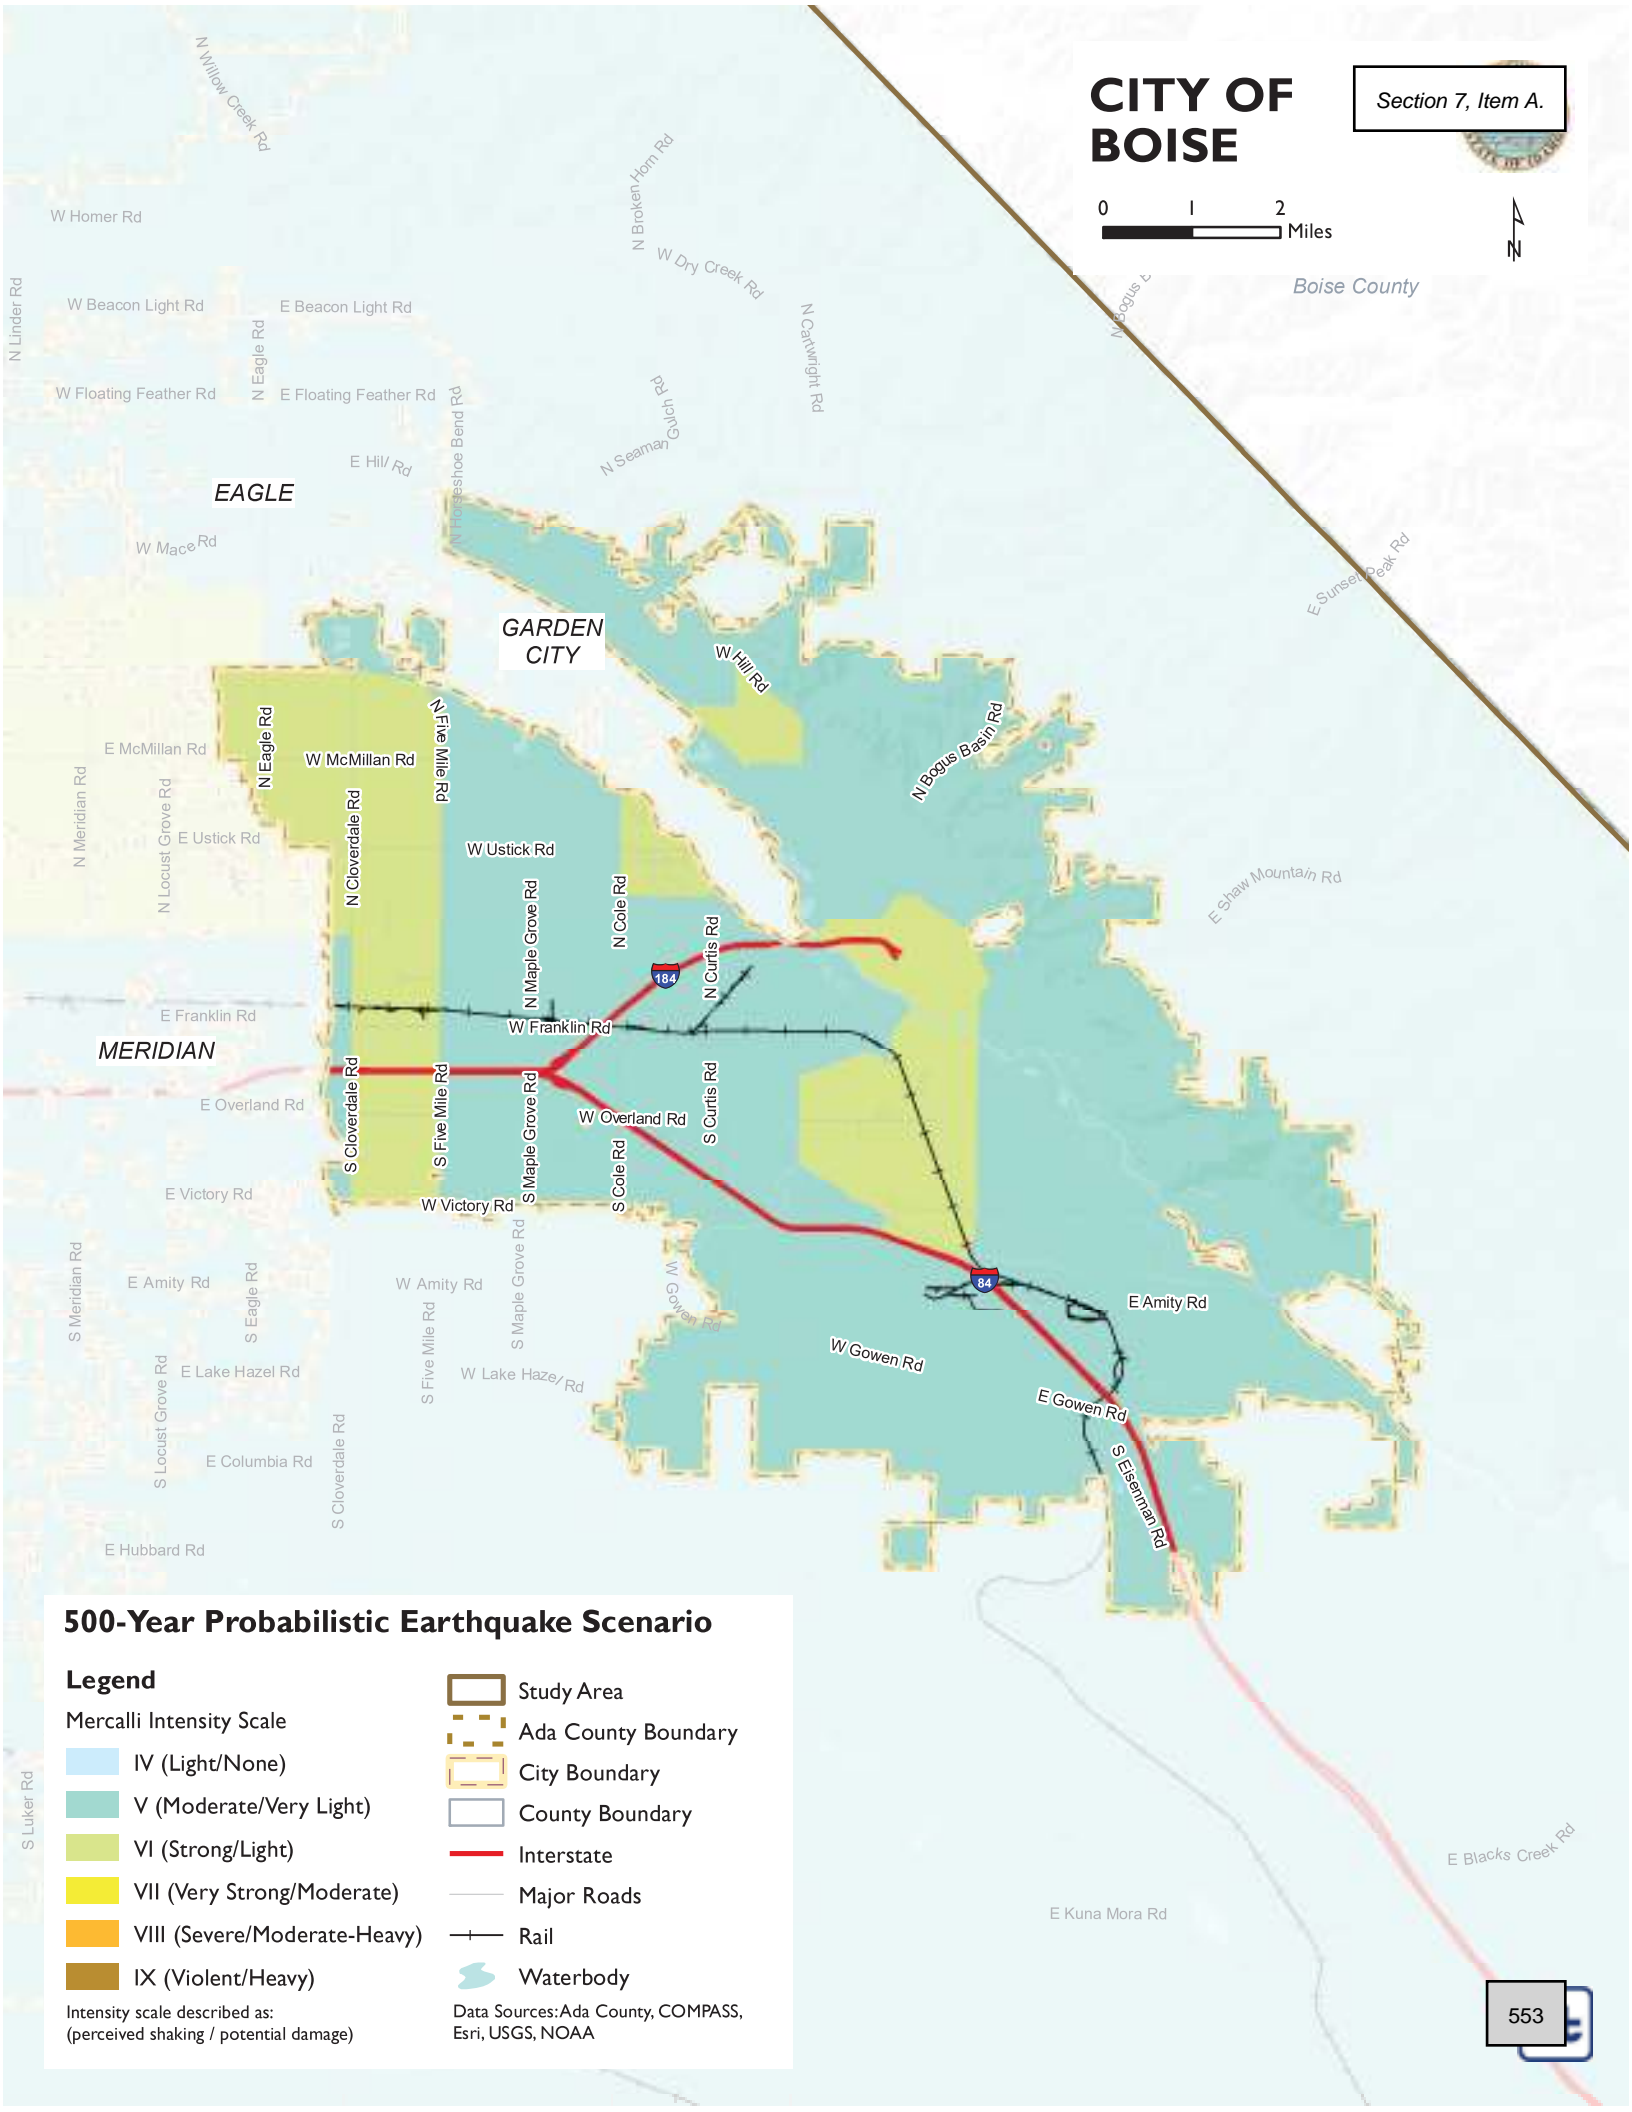 CITY OF
BOISE
Section 7, Item A.
STATE OF IDAHO
0 1 2
Miles
N
Boise County
N Willow Creek Rd
N Broken Horn Rd
W Homer Rd
W Dry Creek Rd
N Linder Rd
W Beacon Light Rd
E Beacon Light Rd
N Eagle Rd
N Cartwright Rd
W Floating Feather Rd
E Floating Feather Rd
N Horseshoe Bend Rd
N Seaman Gulch Rd
E Hill Rd
EAGLE
W Mace Rd
E Sunset Peak Rd
GARDEN
CITY
W Hill Rd
N Eagle Rd
N Five Mile Rd
N Bogus Basin Rd
E McMillan Rd
W McMillan Rd
N Meridian Rd
N Locust Grove Rd
N Cloverdale Rd
E Ustick Rd
W Ustick Rd
N Maple Grove Rd
N Cole Rd
N Curtis Rd
E Shaw Mountain Rd
184
E Franklin Rd
W Franklin Rd
MERIDIAN
E Overland Rd
S Cloverdale Rd
S Five Mile Rd
S Maple Grove Rd
W Overland Rd
S Curtis Rd
S Cole Rd
E Victory Rd
W Victory Rd
S Meridian Rd
E Amity Rd
S Eagle Rd
W Amity Rd
S Maple Grove Rd
W Gowen Rd
84
E Amity Rd
S Five Mile Rd
W Gowen Rd
S Locust Grove Rd
E Lake Hazel Rd
W Lake Hazel Rd
E Gowen Rd
S Cloverdale Rd
E Columbia Rd
S Eisenman Rd
E Hubbard Rd
500-Year Probabilistic Earthquake Scenario
Legend
Mercalli Intensity Scale
IV (Light/None)
V (Moderate/Very Light)
VI (Strong/Light)
VII (Very Strong/Moderate)
VIII (Severe/Moderate-Heavy)
IX (Violent/Heavy)
Intensity scale described as:
(perceived shaking / potential damage)
Study Area
Ada County Boundary
City Boundary
County Boundary
Interstate
Major Roads
Rail
Waterbody
Data Sources: Ada County, COMPASS,
Esri, USGS, NOAA
S Luker Rd
E Blacks Creek Rd
E Kuna Mora Rd
553